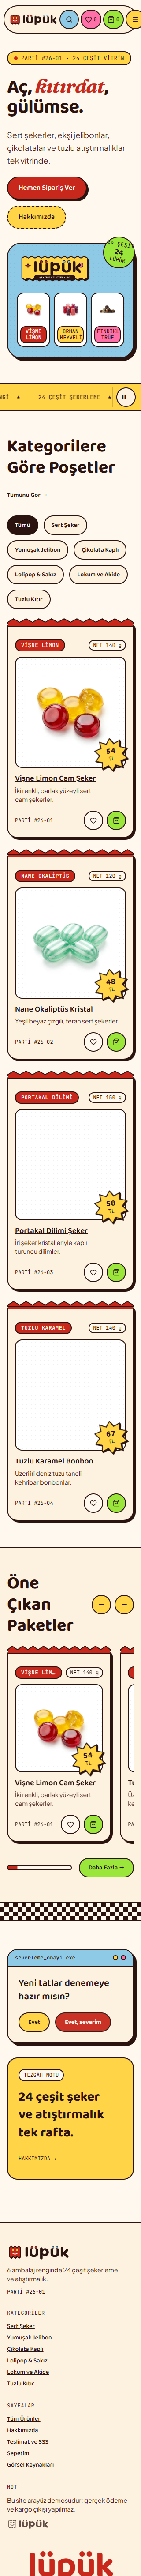 lüpük
0
0
PARTİ #26-01 · 24 ÇEŞİT VİTRİN
Aç, kıtırdat,
gülümse.
Sert şekerler, ekşi jelibonlar,
çikolatalar ve sulu atıştırmalıklar
tek vitrinde.
Hemen Sipariş Ver
Hakkımızda
24 ÇEŞİT
24
LÜPÜK
lüpük
VİŞNE
LİMON
ORMAN
MEYVELİ
FINDIKL
TRÜF
24 ÇEŞİT ŞEKERLEME
Kategorilere
Göre Poşetler
Tümünü Gör →
Tümü
Sert Şeker
Yumuşak Jelibon
Çikolata Kaplı
Lolipop & Sakız
Lokum ve Akide
Tuzlu Kıtır
VİŞNE LİMON
NET 140 g
54
TL
Vişne Limon Cam Şeker
İki renkli, parlak yüzeyli sert
cam şekerler.
PARTİ #26-01
NANE OKALİPTÜS
NET 120 g
48
TL
Nane Okaliptüs Kristal
Yeşil beyaz çizgili, ferah sert şekerler.
PARTİ #26-02
PORTAKAL DİLİMİ
NET 150 g
58
TL
Portakal Dilimi Şeker
İri şeker kristalleriyle kaplı
turuncu dilimler.
PARTİ #26-03
TUZLU KARAMEL
NET 140 g
67
TL
Tuzlu Karamel Bonbon
Üzeri iri deniz tuzu taneli
kehribar bonbonlar.
PARTİ #26-04
Öne
Çıkan
Paketler
← →
VİŞNE LİM…
NET 140 g
54
TL
Vişne Limon Cam Şeker
İki renkli, parlak yüzeyli sert
cam şekerler.
PARTİ #26-01
Daha Fazla →
sekerleme_onayi.exe
Yeni tatlar denemeye
hazır mısın?
Evet
Evet, severim
TEZGÂH NOTU
24 çeşit şeker
ve atıştırmalık
tek rafta.
HAKKIMIZDA →
lüpük
6 ambalaj renginde 24 çeşit şekerleme
ve atıştırmalık.
PARTİ #26-01
KATEGORİLER
Sert Şeker
Yumuşak Jelibon
Çikolata Kaplı
Lolipop & Sakız
Lokum ve Akide
Tuzlu Kıtır
SAYFALAR
Tüm Ürünler
Hakkımızda
Teslimat ve SSS
Sepetim
Görsel Kaynakları
NOT
Bu site arayüz demosudur; gerçek ödeme
ve kargo çıkışı yapılmaz.
lüpük
lüpük